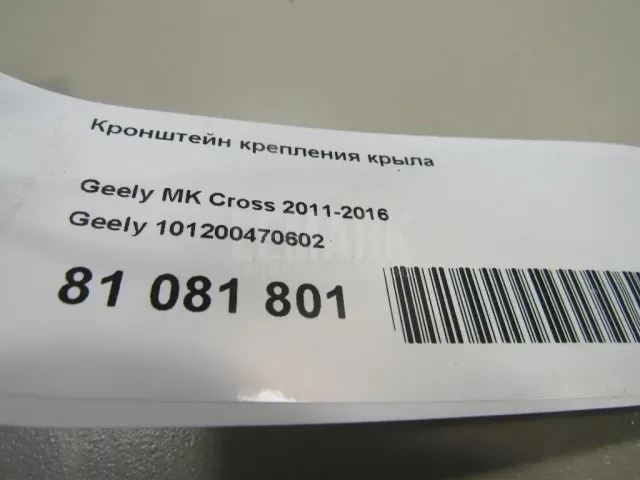 Кронштейн крепления крыла
Geely MK Cross 2011-2016
Geely 101200470602
81 081 801